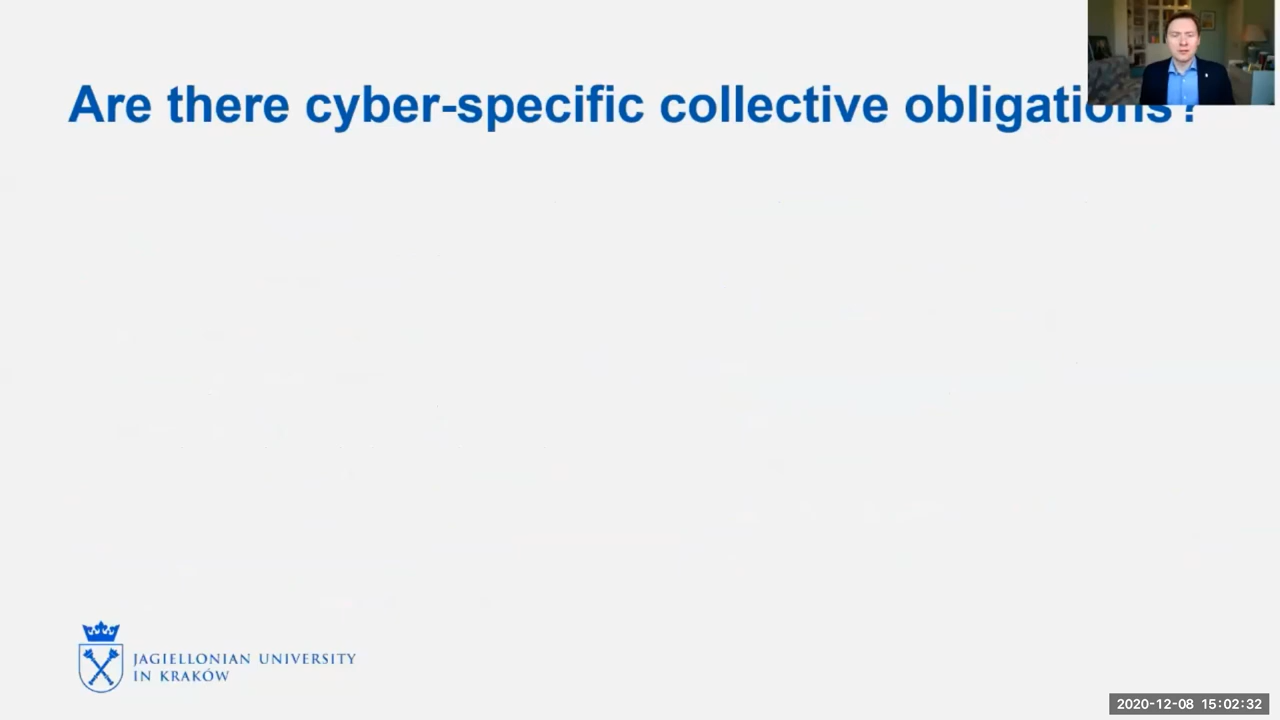 Are there cyber-specific collective obligations?
JAGIELLONIAN UNIVERSITY
IN KRAKÓW
2020-12-08 15:02:32